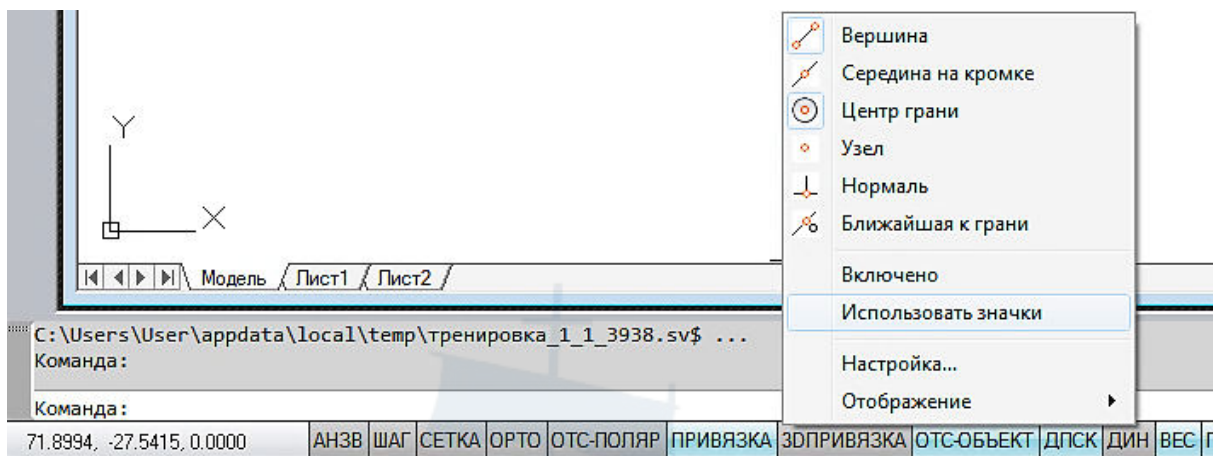 Вершина
Середина на кромке
Центр грани
Узел
Нормаль
Ближайшая к грани
Включено
Использовать значки
Настройка...
Отображение
Y
X
Модель Лист1 Лист2
C:\Users\User\appdata\local\temp\тренировка_1_1_3938.sv$ ...
Команда:
Команда:
71.8994, -27.5415, 0.0000 АНЗВ ШАГ СЕТКА ОРТО ОТС-ПОЛЯР ПРИВЯЗКА 3DПРИВЯЗКА ОТС-ОБЪЕКТ ДПСК ДИН ВЕС